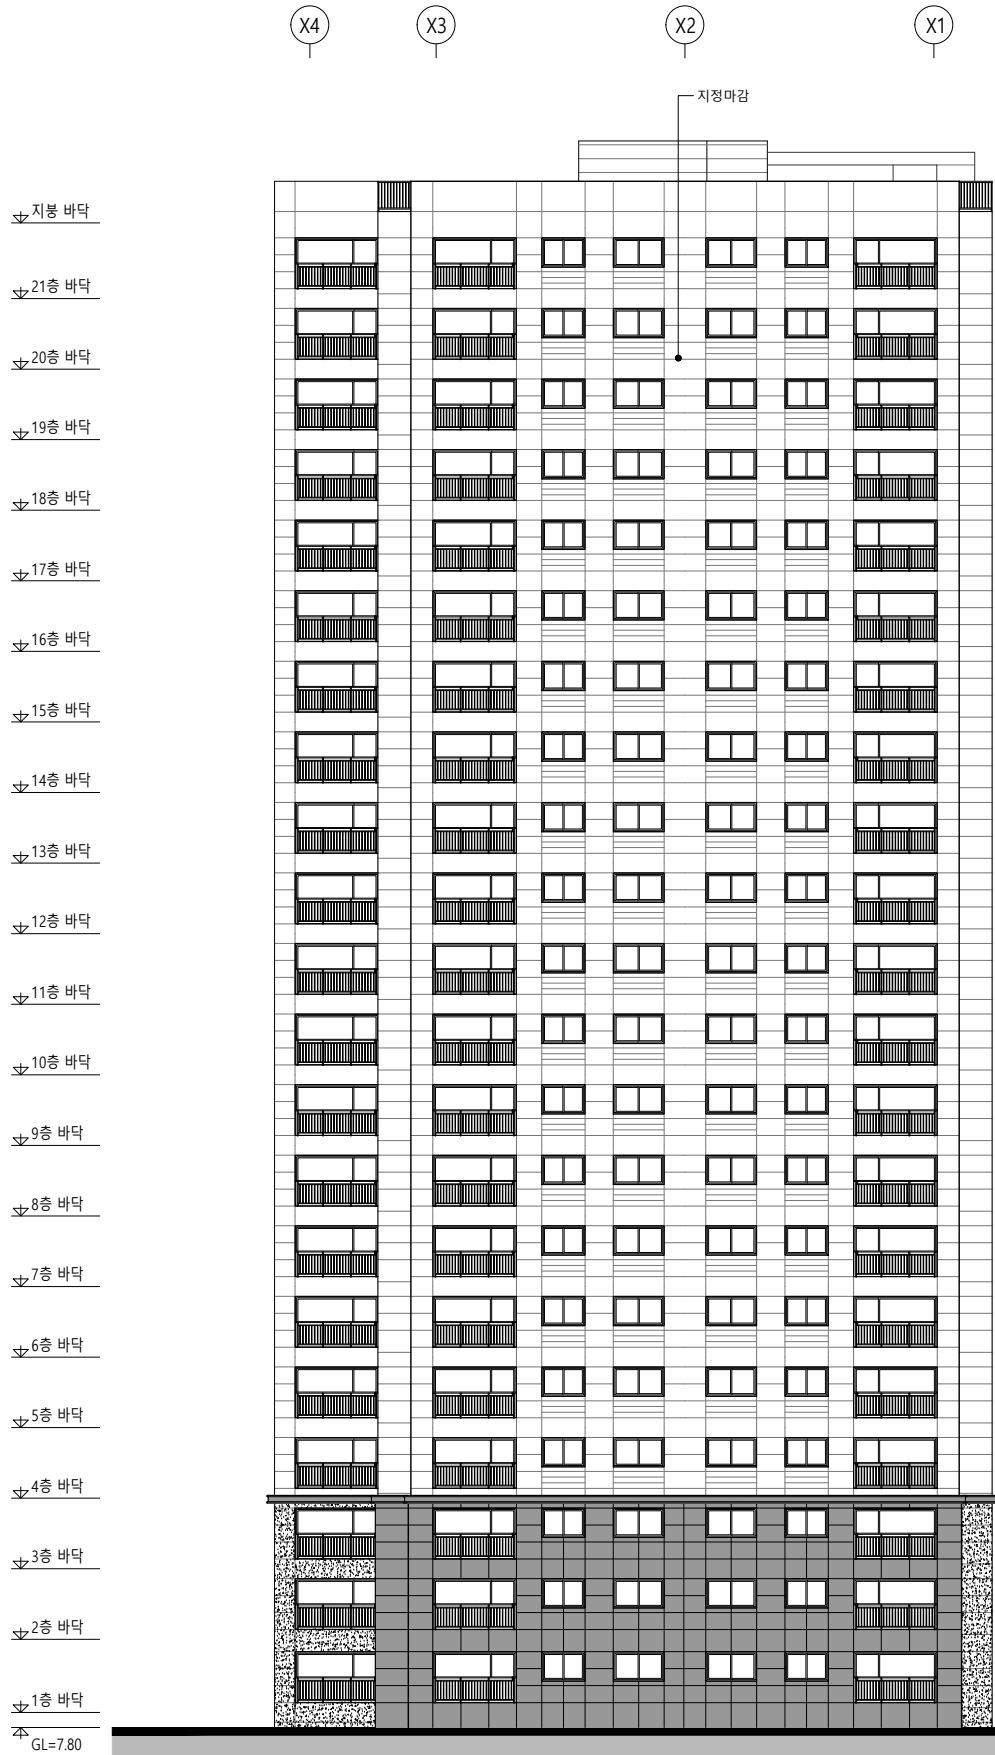 X4
X3
X2
X1
지정마감
지붕 바닥
21층 바닥
20층 바닥
19층 바닥
18층 바닥
17층 바닥
16층 바닥
15층 바닥
14층 바닥
13층 바닥
12층 바닥
11층 바닥
10층 바닥
9층 바닥
8층 바닥
7층 바닥
6층 바닥
5층 바닥
4층 바닥
3층 바닥
2층 바닥
1층 바닥
GL=7.80